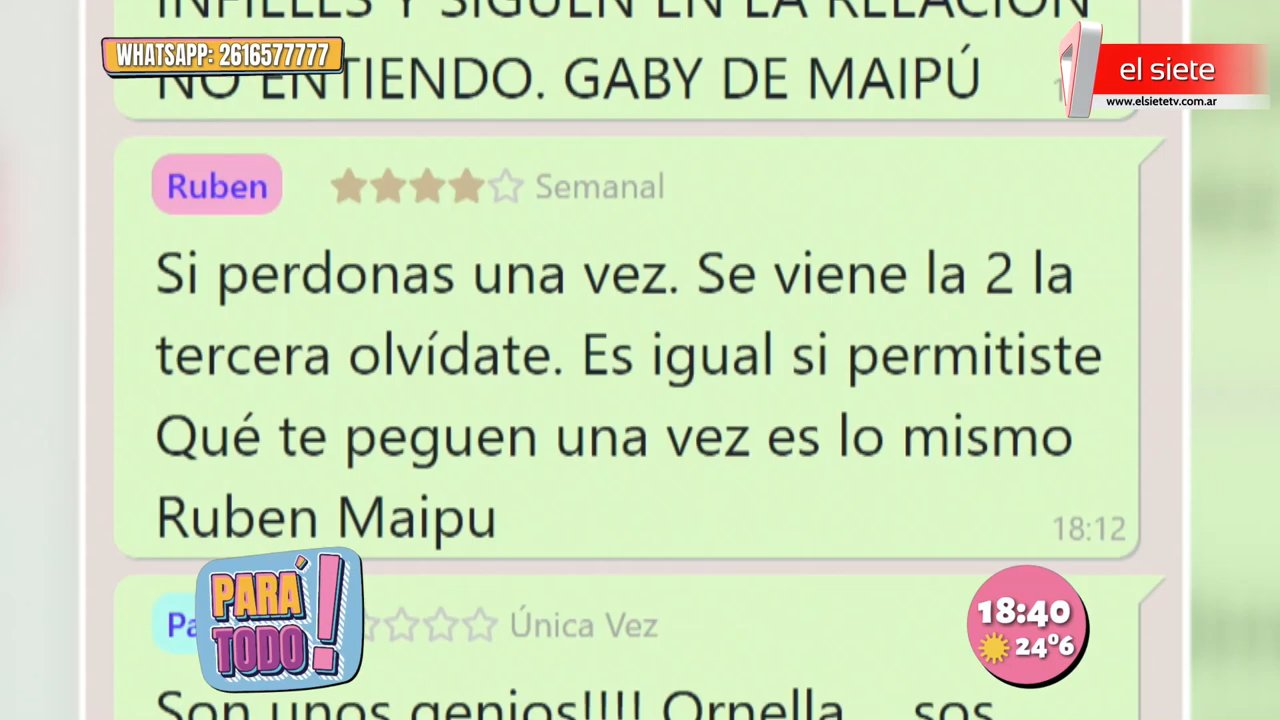 INFIELES Y SIGUEN EN LA RELACIÓN
WHATSAPP: 2616577777
NO ENTIENDO. GABY DE MAIPÚ
el siete
www.elsietetv.com.ar
Ruben
Semanal
Si perdonas una vez. Se viene la 2 la
tercera olvídate. Es igual si permitiste
Qué te peguen una vez es lo mismo
Ruben Maipu
18:12
PARÁ
TODO!
Única Vez
18:40
24º6
Son unos genios!!!! Ornella... sos